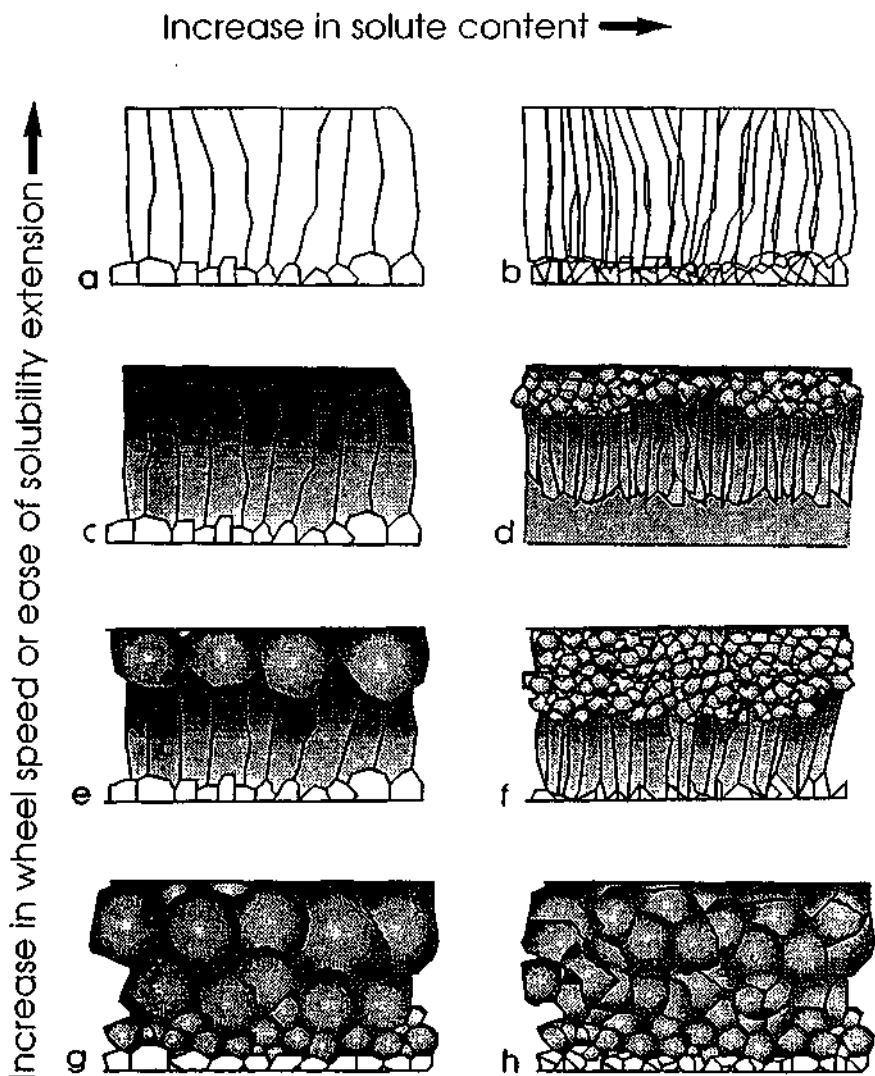 Increase in solute content
Increase in wheel speed or ease of solubility extension
a
b
c
d
e
f
g
h